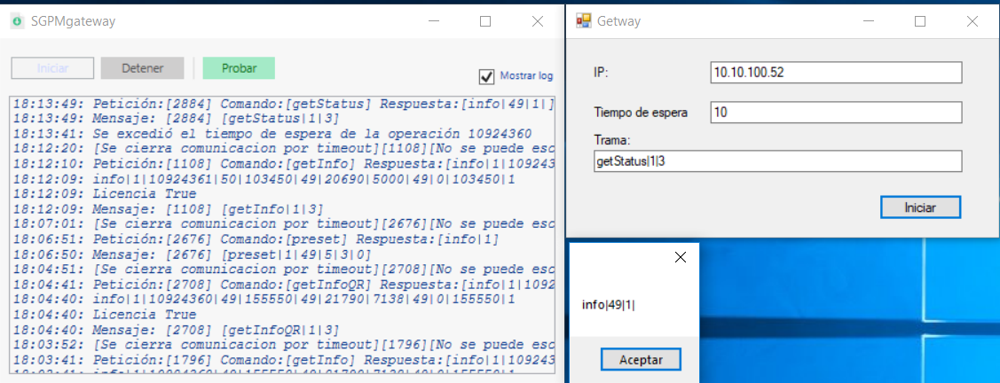 SGPMgateway
Iniciar
Detener
Probar
Mostrar log
18:13:49: Petición:[2884] Comando:[getStatus] Respuesta:[info|49|1|]
18:13:49: Mensaje: [2884] [getStatus|1|3]
18:13:41: Se excedió el tiempo de espera de la operación 10924360
18:12:20: [Se cierra comunicacion por timeout][1108][No se puede esc
18:12:10: Petición:[1108] Comando:[getInfo] Respuesta:[info|1|109243
18:12:09: info|1|10924361|50|103450|49|20690|5000|49|0|103450|1
18:12:09: Licencia True
18:12:09: Mensaje: [1108] [getInfo|1|3]
18:07:01: [Se cierra comunicacion por timeout][2676][No se puede esc
18:06:51: Petición:[2676] Comando:[preset] Respuesta:[info|1]
18:06:50: Mensaje: [2676] [preset|1|49|5|3|0]
18:04:51: [Se cierra comunicacion por timeout][2708][No se puede esc
18:04:41: Petición:[2708] Comando:[getInfoQR] Respuesta:[info|1|1092
18:04:40: info|1|10924360|49|155550|49|21790|7138|49|0|155550|1
18:04:40: Licencia True
18:04:40: Mensaje: [2708] [getInfoQR|1|3]
18:03:52: [Se cierra comunicacion por timeout][1796][No se puede esc
18:03:41: Petición:[1796] Comando:[getInfo] Respuesta:[info|1|109243
Getway
IP:
10.10.100.52
Tiempo de espera
10
Trama:
getStatus|1|3
Iniciar
info|49|1|
Aceptar